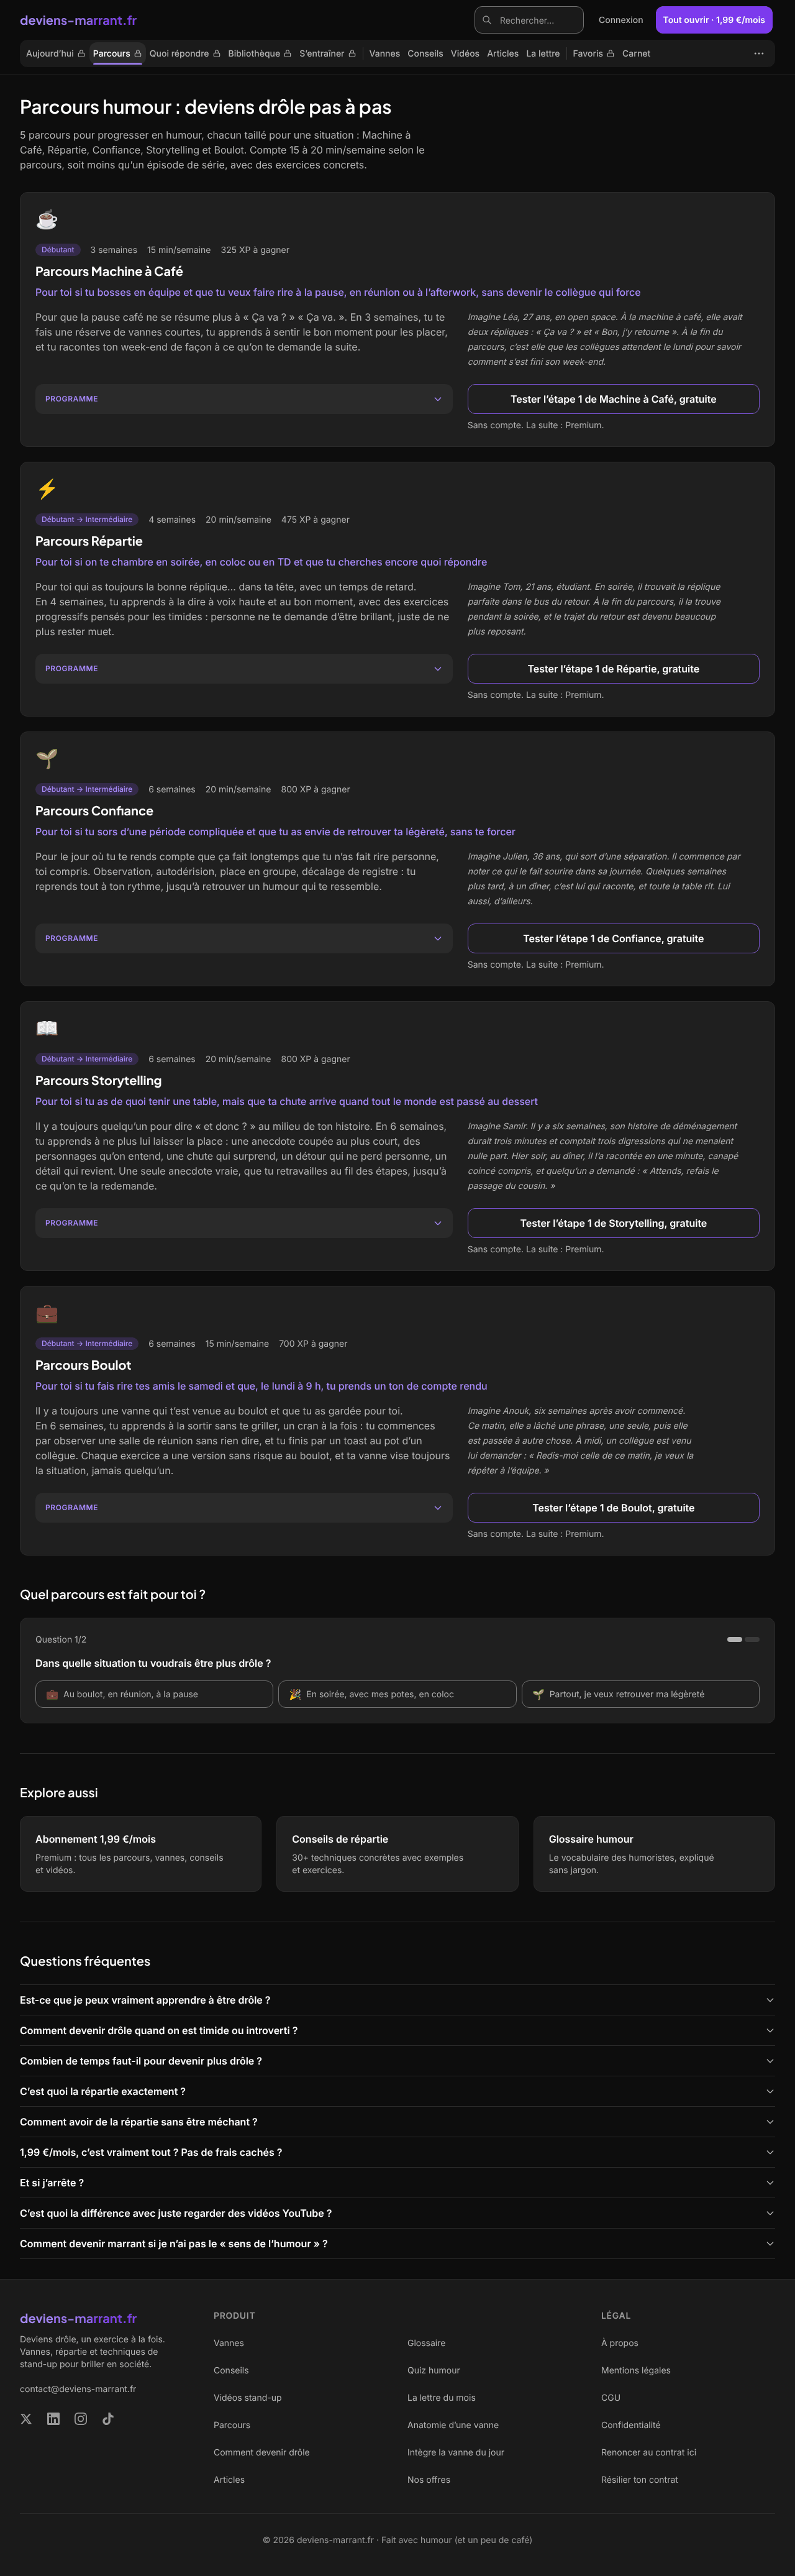 deviens-marrant.fr
Rechercher...
Connexion
Tout ouvrir · 1,99 €/mois
Aujourd’hui
Parcours
Quoi répondre
Bibliothèque
S’entraîner
Vannes
Conseils
Vidéos
Articles
La lettre
Favoris
Carnet
Parcours humour : deviens drôle pas à pas
5 parcours pour progresser en humour, chacun taillé pour une situation : Machine à
Café, Répartie, Confiance, Storytelling et Boulot. Compte 15 à 20 min/semaine selon le
parcours, soit moins qu’un épisode de série, avec des exercices concrets.
Débutant
3 semaines
15 min/semaine
325 XP à gagner
Parcours Machine à Café
Pour toi si tu bosses en équipe et que tu veux faire rire à la pause, en réunion ou à l’afterwork, sans devenir le collègue qui force
Pour que la pause café ne se résume plus à « Ça va ? » « Ça va. ». En 3 semaines, tu te
fais une réserve de vannes courtes, tu apprends à sentir le bon moment pour les placer,
et tu racontes ton week-end de façon à ce qu’on te demande la suite.
Imagine Léa, 27 ans, en open space. À la machine à café, elle avait
deux répliques : « Ça va ? » et « Bon, j’y retourne ». À la fin du
parcours, c’est elle que les collègues attendent le lundi pour savoir
comment s’est fini son week-end.
PROGRAMME
Tester l’étape 1 de Machine à Café, gratuite
Sans compte. La suite : Premium.
Débutant → Intermédiaire
4 semaines
20 min/semaine
475 XP à gagner
Parcours Répartie
Pour toi si on te chambre en soirée, en coloc ou en TD et que tu cherches encore quoi répondre
Pour toi qui as toujours la bonne réplique... dans ta tête, avec un temps de retard.
En 4 semaines, tu apprends à la dire à voix haute et au bon moment, avec des exercices
progressifs pensés pour les timides : personne ne te demande d’être brillant, juste de ne
plus rester muet.
Imagine Tom, 21 ans, étudiant. En soirée, il trouvait la réplique
parfaite dans le bus du retour. À la fin du parcours, il la trouve
pendant la soirée, et le trajet du retour est devenu beaucoup
plus reposant.
PROGRAMME
Tester l’étape 1 de Répartie, gratuite
Sans compte. La suite : Premium.
Débutant → Intermédiaire
6 semaines
20 min/semaine
800 XP à gagner
Parcours Confiance
Pour toi si tu sors d’une période compliquée et que tu as envie de retrouver ta légèreté, sans te forcer
Pour le jour où tu te rends compte que ça fait longtemps que tu n’as fait rire personne,
toi compris. Observation, autodérision, place en groupe, décalage de registre : tu
reprends tout à ton rythme, jusqu’à retrouver un humour qui te ressemble.
Imagine Julien, 36 ans, qui sort d’une séparation. Il commence par
noter ce qui le fait sourire dans sa journée. Quelques semaines
plus tard, à un dîner, c’est lui qui raconte, et toute la table rit. Lui
aussi, d’ailleurs.
PROGRAMME
Tester l’étape 1 de Confiance, gratuite
Sans compte. La suite : Premium.
Débutant → Intermédiaire
6 semaines
20 min/semaine
800 XP à gagner
Parcours Storytelling
Pour toi si tu as de quoi tenir une table, mais que ta chute arrive quand tout le monde est passé au dessert
Il y a toujours quelqu’un pour dire « et donc ? » au milieu de ton histoire. En 6 semaines,
tu apprends à ne plus lui laisser la place : une anecdote coupée au plus court, des
personnages qu’on entend, une chute qui surprend, un détour qui ne perd personne, un
détail qui revient. Une seule anecdote vraie, que tu retravailles au fil des étapes, jusqu’à
ce qu’on te la redemande.
Imagine Samir. Il y a six semaines, son histoire de déménagement
durait trois minutes et comptait trois digressions qui ne menaient
nulle part. Hier soir, au dîner, il l’a racontée en une minute, canapé
coincé compris, et quelqu’un a demandé : « Attends, refais le
passage du cousin. »
PROGRAMME
Tester l’étape 1 de Storytelling, gratuite
Sans compte. La suite : Premium.
Débutant → Intermédiaire
6 semaines
15 min/semaine
700 XP à gagner
Parcours Boulot
Pour toi si tu fais rire tes amis le samedi et que, le lundi à 9 h, tu prends un ton de compte rendu
Il y a toujours une vanne qui t’est venue au boulot et que tu as gardée pour toi.
En 6 semaines, tu apprends à la sortir sans te griller, un cran à la fois : tu commences
par observer une salle de réunion sans rien dire, et tu finis par un toast au pot d’un
collègue. Chaque exercice a une version sans risque au boulot, et ta vanne vise toujours
la situation, jamais quelqu’un.
Imagine Anouk, six semaines après avoir commencé.
Ce matin, elle a lâché une phrase, une seule, puis elle
est passée à autre chose. À midi, un collègue est venu
lui demander : « Redis-moi celle de ce matin, je veux la
répéter à l’équipe. »
PROGRAMME
Tester l’étape 1 de Boulot, gratuite
Sans compte. La suite : Premium.
Quel parcours est fait pour toi ?
Question 1/2
Dans quelle situation tu voudrais être plus drôle ?
Au boulot, en réunion, à la pause
En soirée, avec mes potes, en coloc
Partout, je veux retrouver ma légèreté
Explore aussi
Abonnement 1,99 €/mois
Premium : tous les parcours, vannes, conseils
et vidéos.
Conseils de répartie
30+ techniques concrètes avec exemples
et exercices.
Glossaire humour
Le vocabulaire des humoristes, expliqué
sans jargon.
Questions fréquentes
Est-ce que je peux vraiment apprendre à être drôle ?
Comment devenir drôle quand on est timide ou introverti ?
Combien de temps faut-il pour devenir plus drôle ?
C’est quoi la répartie exactement ?
Comment avoir de la répartie sans être méchant ?
1,99 €/mois, c’est vraiment tout ? Pas de frais cachés ?
Et si j’arrête ?
C’est quoi la différence avec juste regarder des vidéos YouTube ?
Comment devenir marrant si je n’ai pas le « sens de l’humour » ?
deviens-marrant.fr
Deviens drôle, un exercice à la fois.
Vannes, répartie et techniques de
stand-up pour briller en société.
contact@deviens-marrant.fr
PRODUIT
Vannes
Conseils
Vidéos stand-up
Parcours
Comment devenir drôle
Articles
Glossaire
Quiz humour
La lettre du mois
Anatomie d’une vanne
Intègre la vanne du jour
Nos offres
LÉGAL
À propos
Mentions légales
CGU
Confidentialité
Renoncer au contrat ici
Résilier ton contrat
© 2026 deviens-marrant.fr · Fait avec humour (et un peu de café)